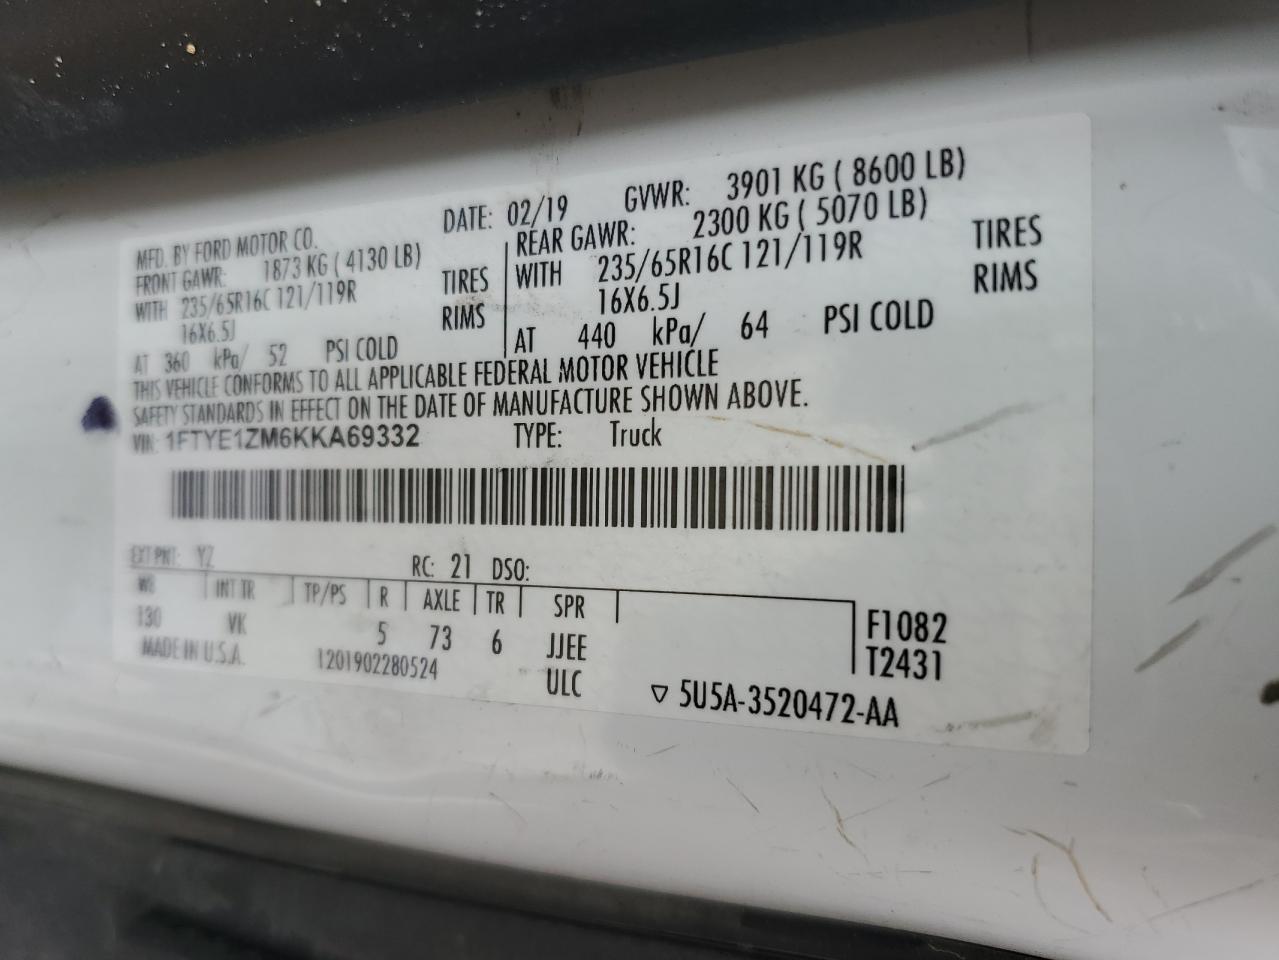 MFD. BY FORD MOTOR CO. DATE: 02/19 GVWR: 3901 KG ( 8600 LB)
FRONT GAWR: 1873 KG ( 4130 LB) REAR GAWR: 2300 KG ( 5070 LB)
WITH 235/65R16C 121/119R TIRES WITH 235/65R16C 121/119R TIRES
16X6.5J RIMS 16X6.5J RIMS
AT 360 kPa/ 52 PSI COLD AT 440 kPa/ 64 PSI COLD
THIS VEHICLE CONFORMS TO ALL APPLICABLE FEDERAL MOTOR VEHICLE
SAFETY STANDARDS IN EFFECT ON THE DATE OF MANUFACTURE SHOWN ABOVE.
VIN: 1FTYE1ZM6KKA69332 TYPE: Truck
EXT PNT: YZ RC: 21 DSO:
WB INT TR TP/PS R AXLE TR SPR F1082
130 VK 5 73 6 JJEE T2431
MADE IN U.S.A. 1201902280524 ULC ▽ 5U5A-3520472-AA